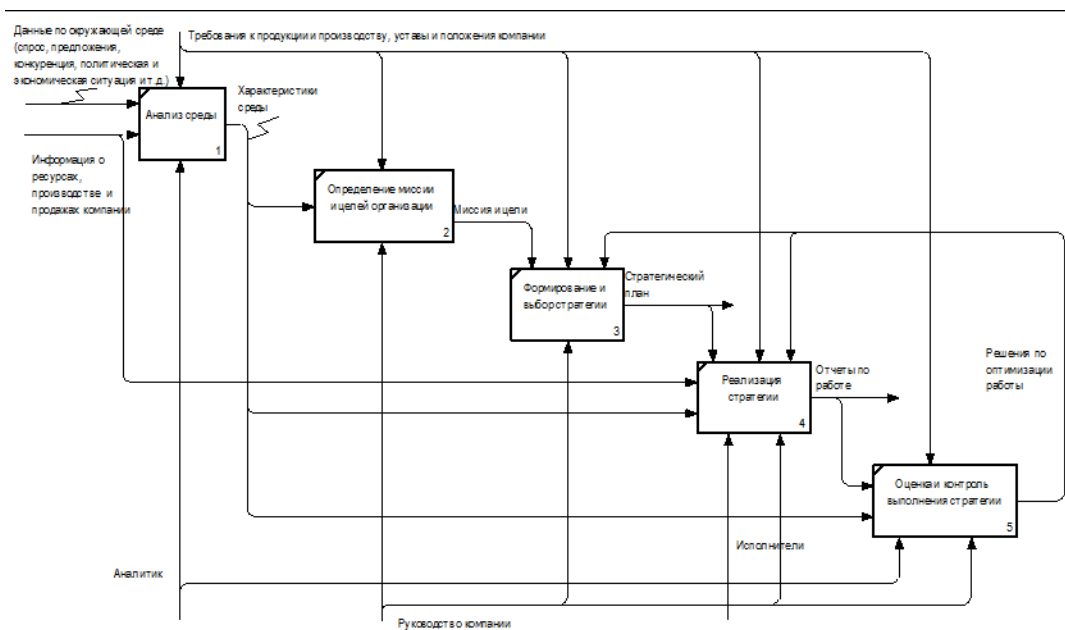 Данные по окружающей среде
(спрос, предложения,
конкуренция, политическая и
экономическая ситуация и т.д.)
Требования к продукции и производству, уставы и положения компании
Характеристики
среды
Анализ среды
1
Информация о
ресурсах,
производстве и
продажах компании
Определение миссии
и целей организации
2
Миссия и цели
Формирование и
выбор стратегии
3
Стратегический
план
Реализация
стратегии
4
Отчеты по
работе
Решения по
оптимизации
работы
Оценка и контроль
выполнения стратегии
5
Исполнители
Аналитик
Руководство компании